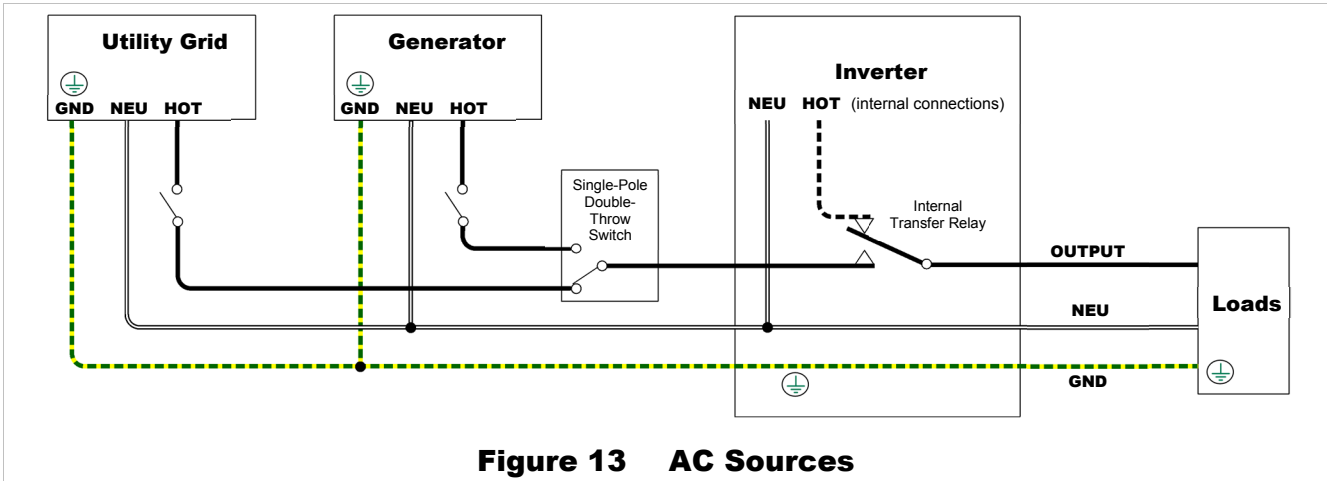 Utility Grid
GND NEU HOT
Generator
GND NEU HOT
Inverter
NEU HOT (internal connections)
Single-Pole
Double-
Throw
Switch
Internal
Transfer Relay
OUTPUT
NEU
GND
Loads
Figure 13 AC Sources